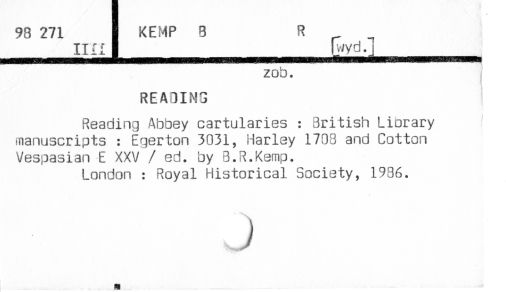 98 271
IIff
KEMP B R
[wyd.]
zob.
READING
Reading Abbey cartularies : British Library
manuscripts : Egerton 3031, Harley 1708 and Cotton
Vespasian E XXV / ed. by B.R.Kemp.
London : Royal Historical Society, 1986.